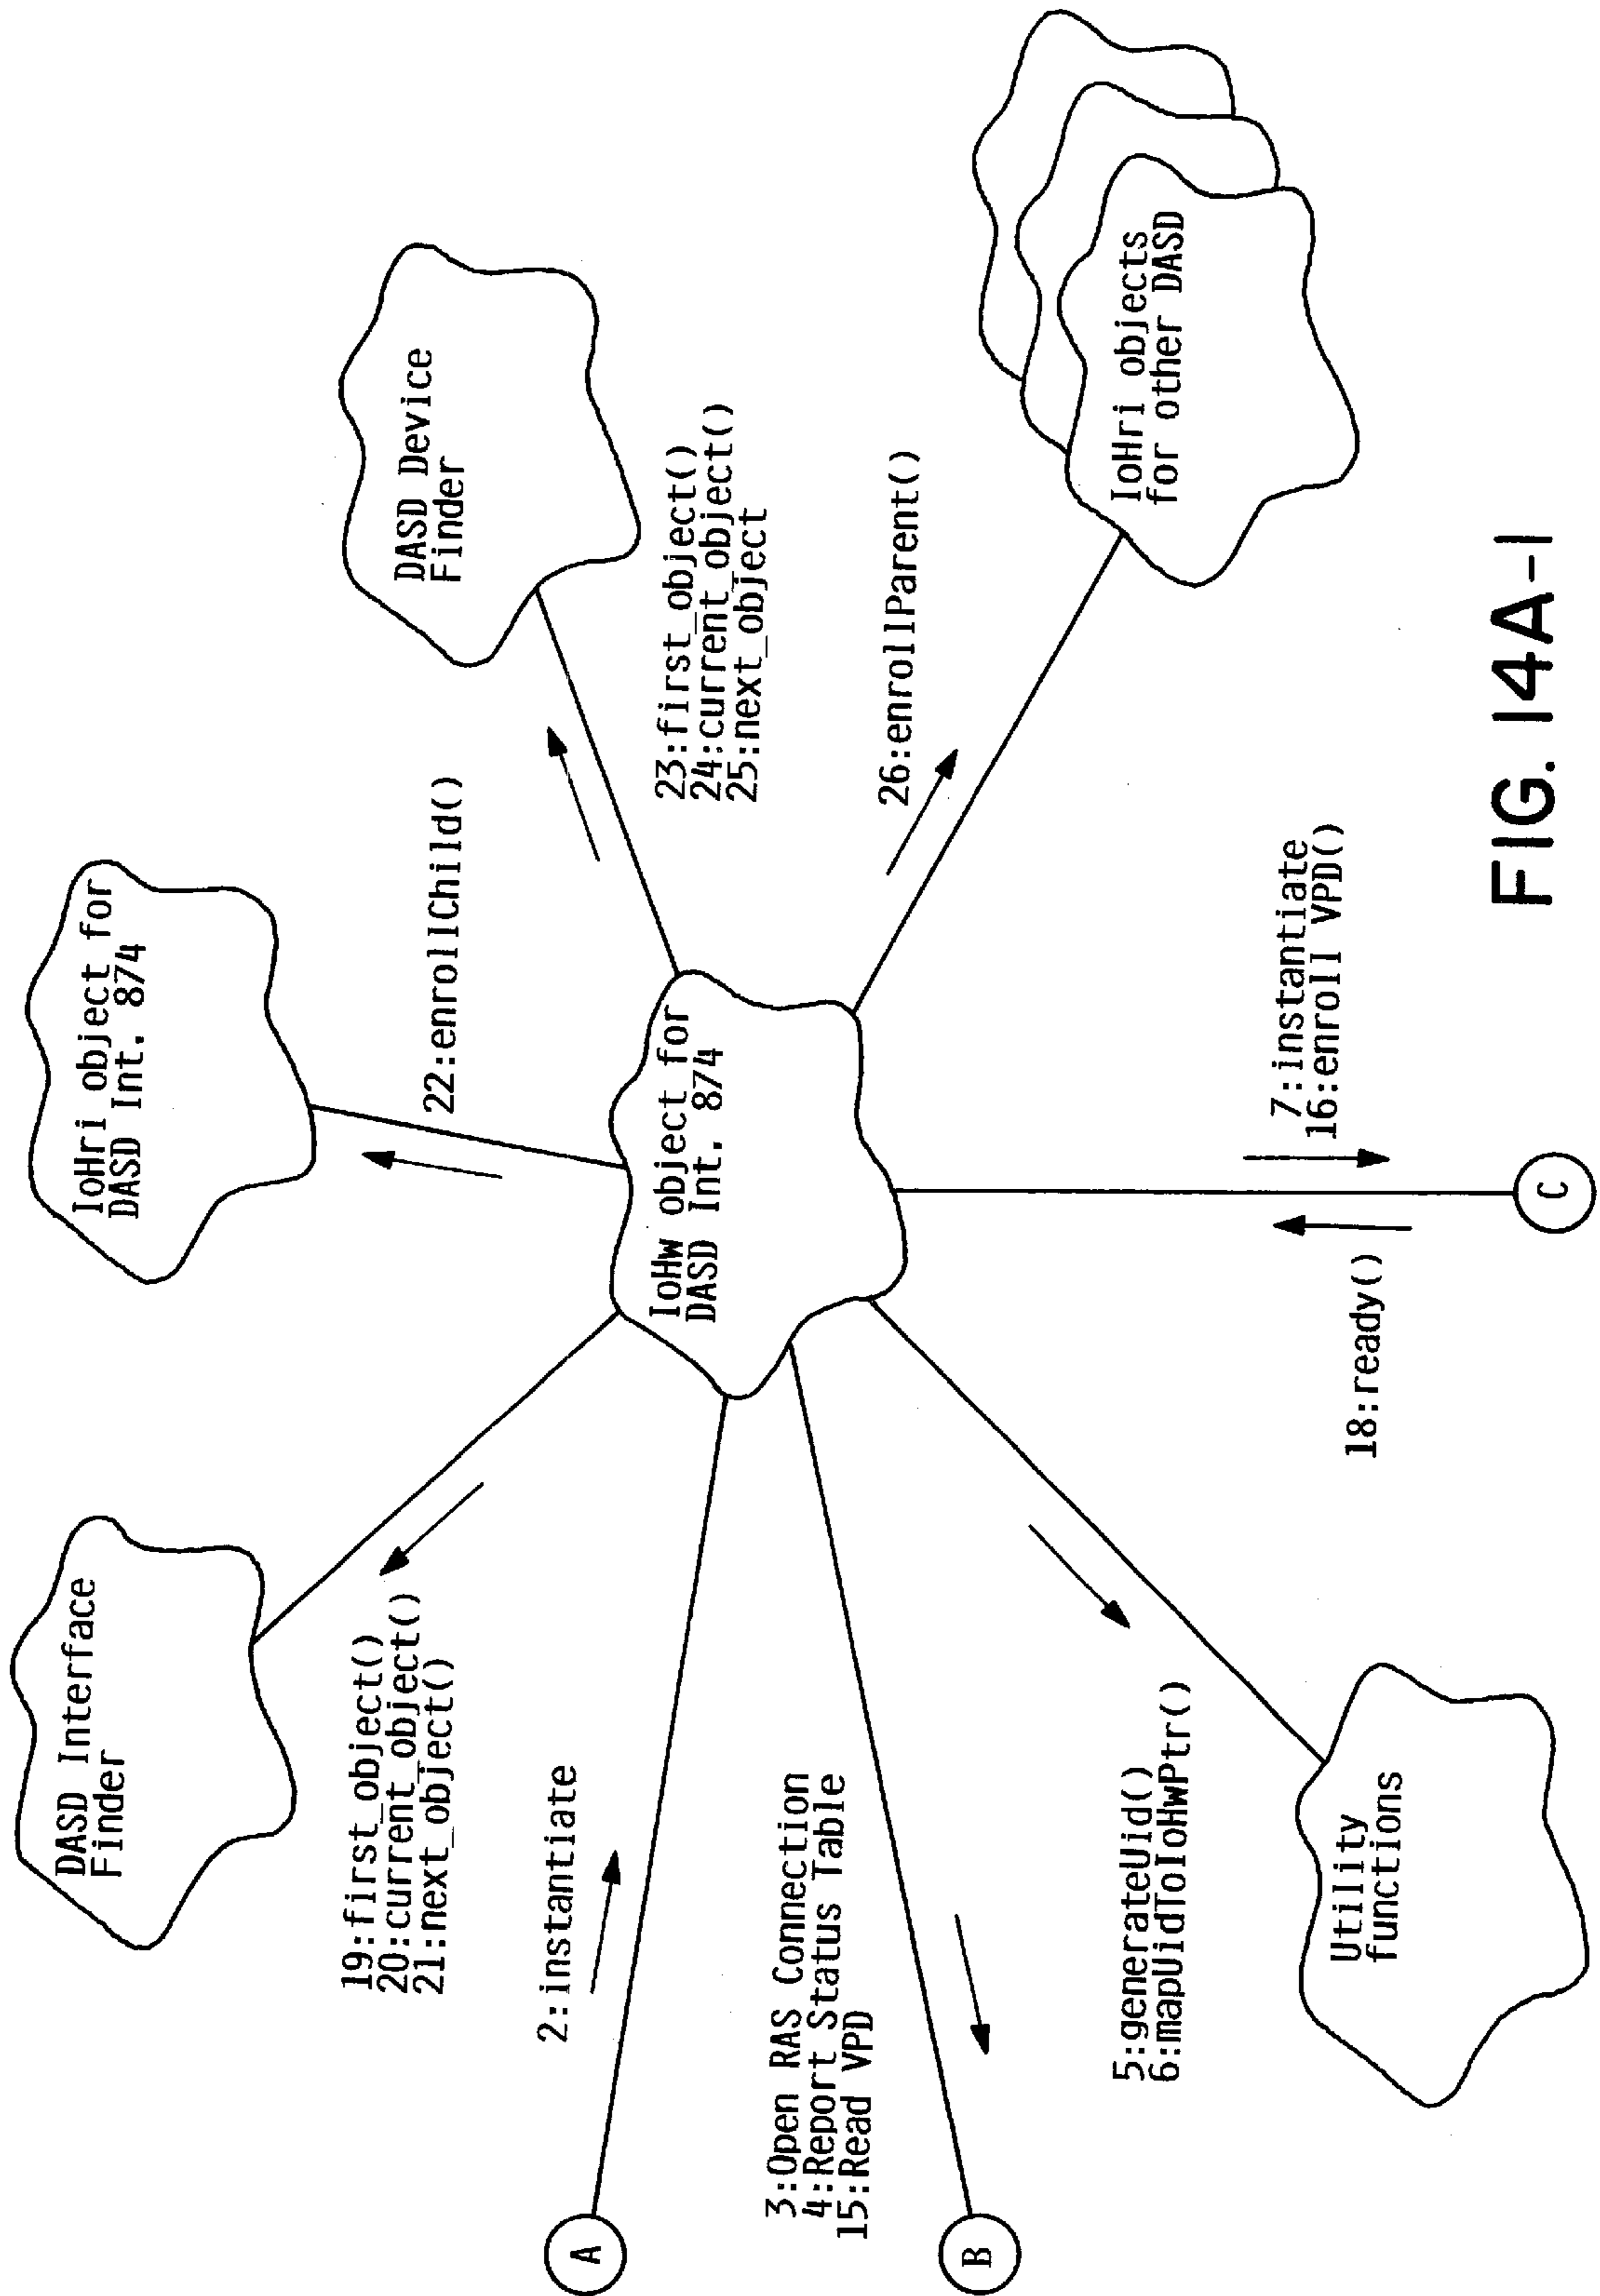 DASD Interface
Finder
IoHri object for
DASD Int. 874
DASD Device
Finder
19:first_object()
20:current_object()
21:next_object()
22:enrollChild()
23:first_object()
24:current_object()
25:next_object
2:instantiate
IoHw object for
DASD Int. 874
26:enrollParent()
IoHri objects
for other DASD
A
3:Open RAS Connection
4:Report Status Table
15:Read VPD
B
5:generateUid()
6:mapUidToIoHwPtr()
Utility
functions
18:ready()
7:instantiate
16:enroll VPD()
C
FIG. 14A-1